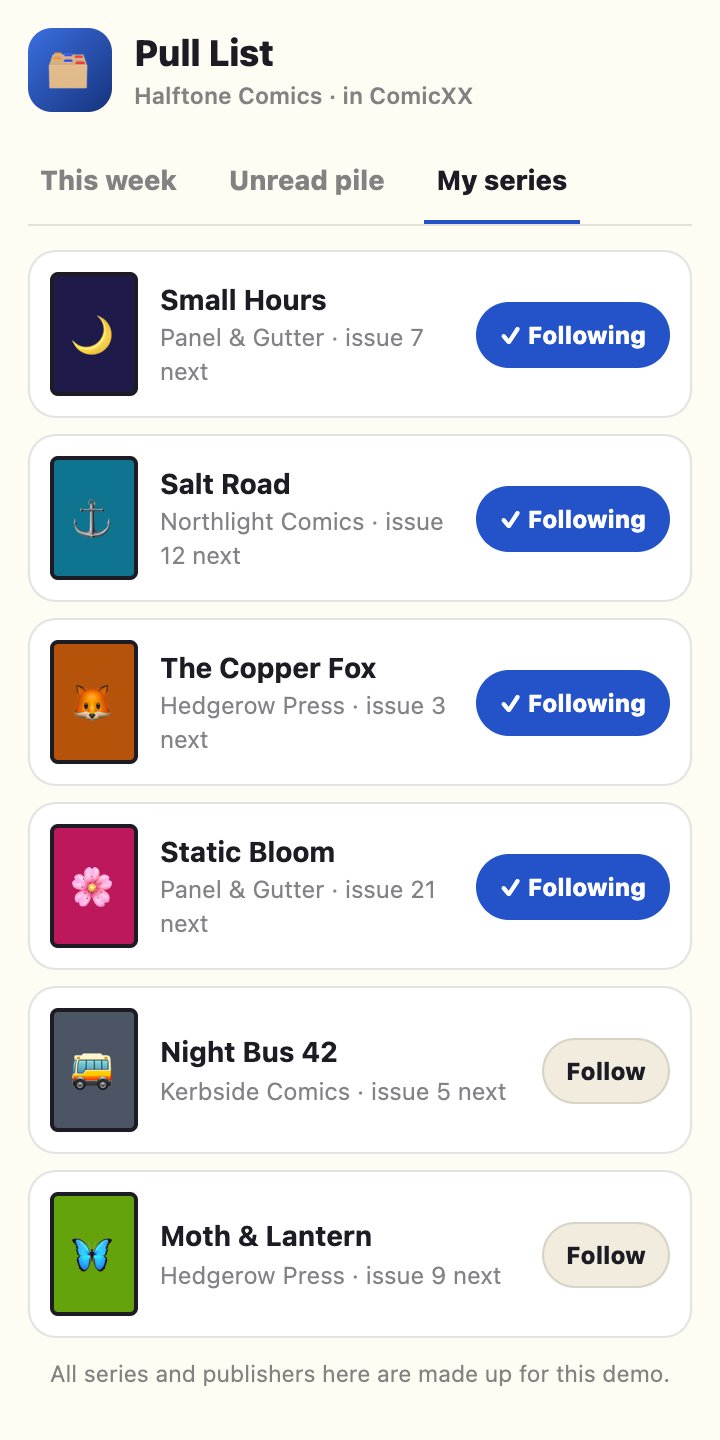 Pull List
Halftone Comics · in ComicXX
This week
Unread pile
My series
Small Hours
Panel & Gutter · issue 7
next
✓ Following
Salt Road
Northlight Comics · issue
12 next
✓ Following
The Copper Fox
Hedgerow Press · issue 3
next
✓ Following
Static Bloom
Panel & Gutter · issue 21
next
✓ Following
Night Bus 42
Kerbside Comics · issue 5 next
Follow
Moth & Lantern
Hedgerow Press · issue 9 next
Follow
All series and publishers here are made up for this demo.